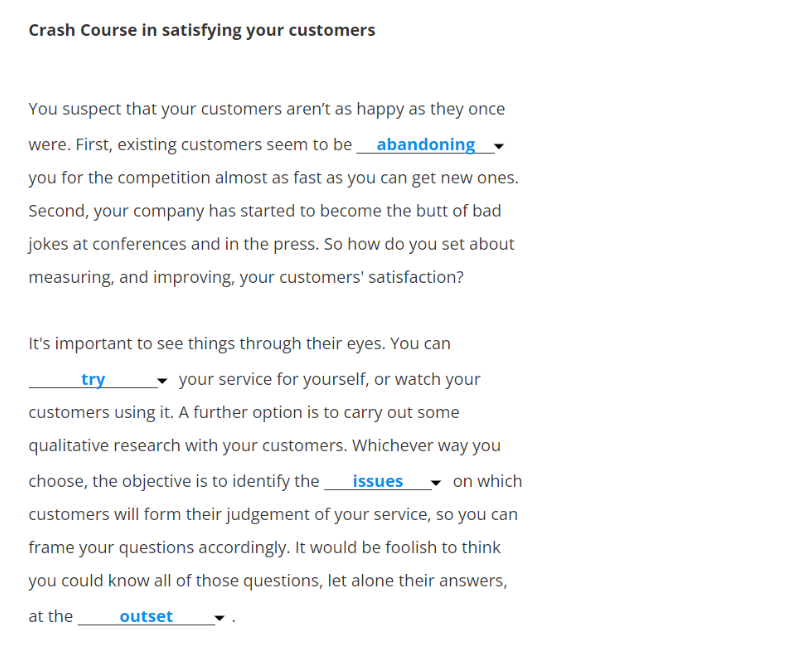 Crash Course in satisfying your customers
You suspect that your customers aren't as happy as they once
were. First, existing customers seem to be abandoning
you for the competition almost as fast as you can get new ones.
Second, your company has started to become the butt of bad
jokes at conferences and in the press. So how do you set about
measuring, and improving, your customers' satisfaction?
It's important to see things through their eyes. You can
try your service for yourself, or watch your
customers using it. A further option is to carry out some
qualitative research with your customers. Whichever way you
choose, the objective is to identify the issues on which
customers will form their judgement of your service, so you can
frame your questions accordingly. It would be foolish to think
you could know all of those questions, let alone their answers,
at the outset .